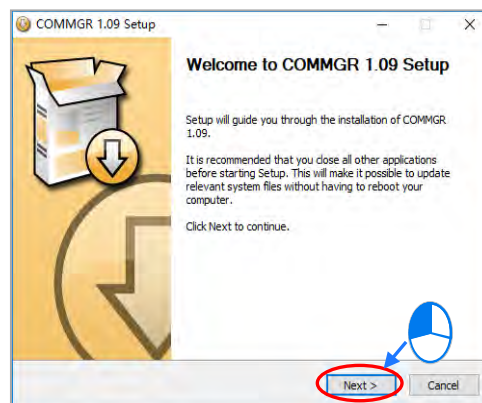 COMMGR 1.09 Setup
Welcome to COMMGR 1.09 Setup
Setup will guide you through the installation of COMMGR
1.09.
It is recommended that you close all other applications
before starting Setup. This will make it possible to update
relevant system files without having to reboot your
computer.
Click Next to continue.
Next >
Cancel